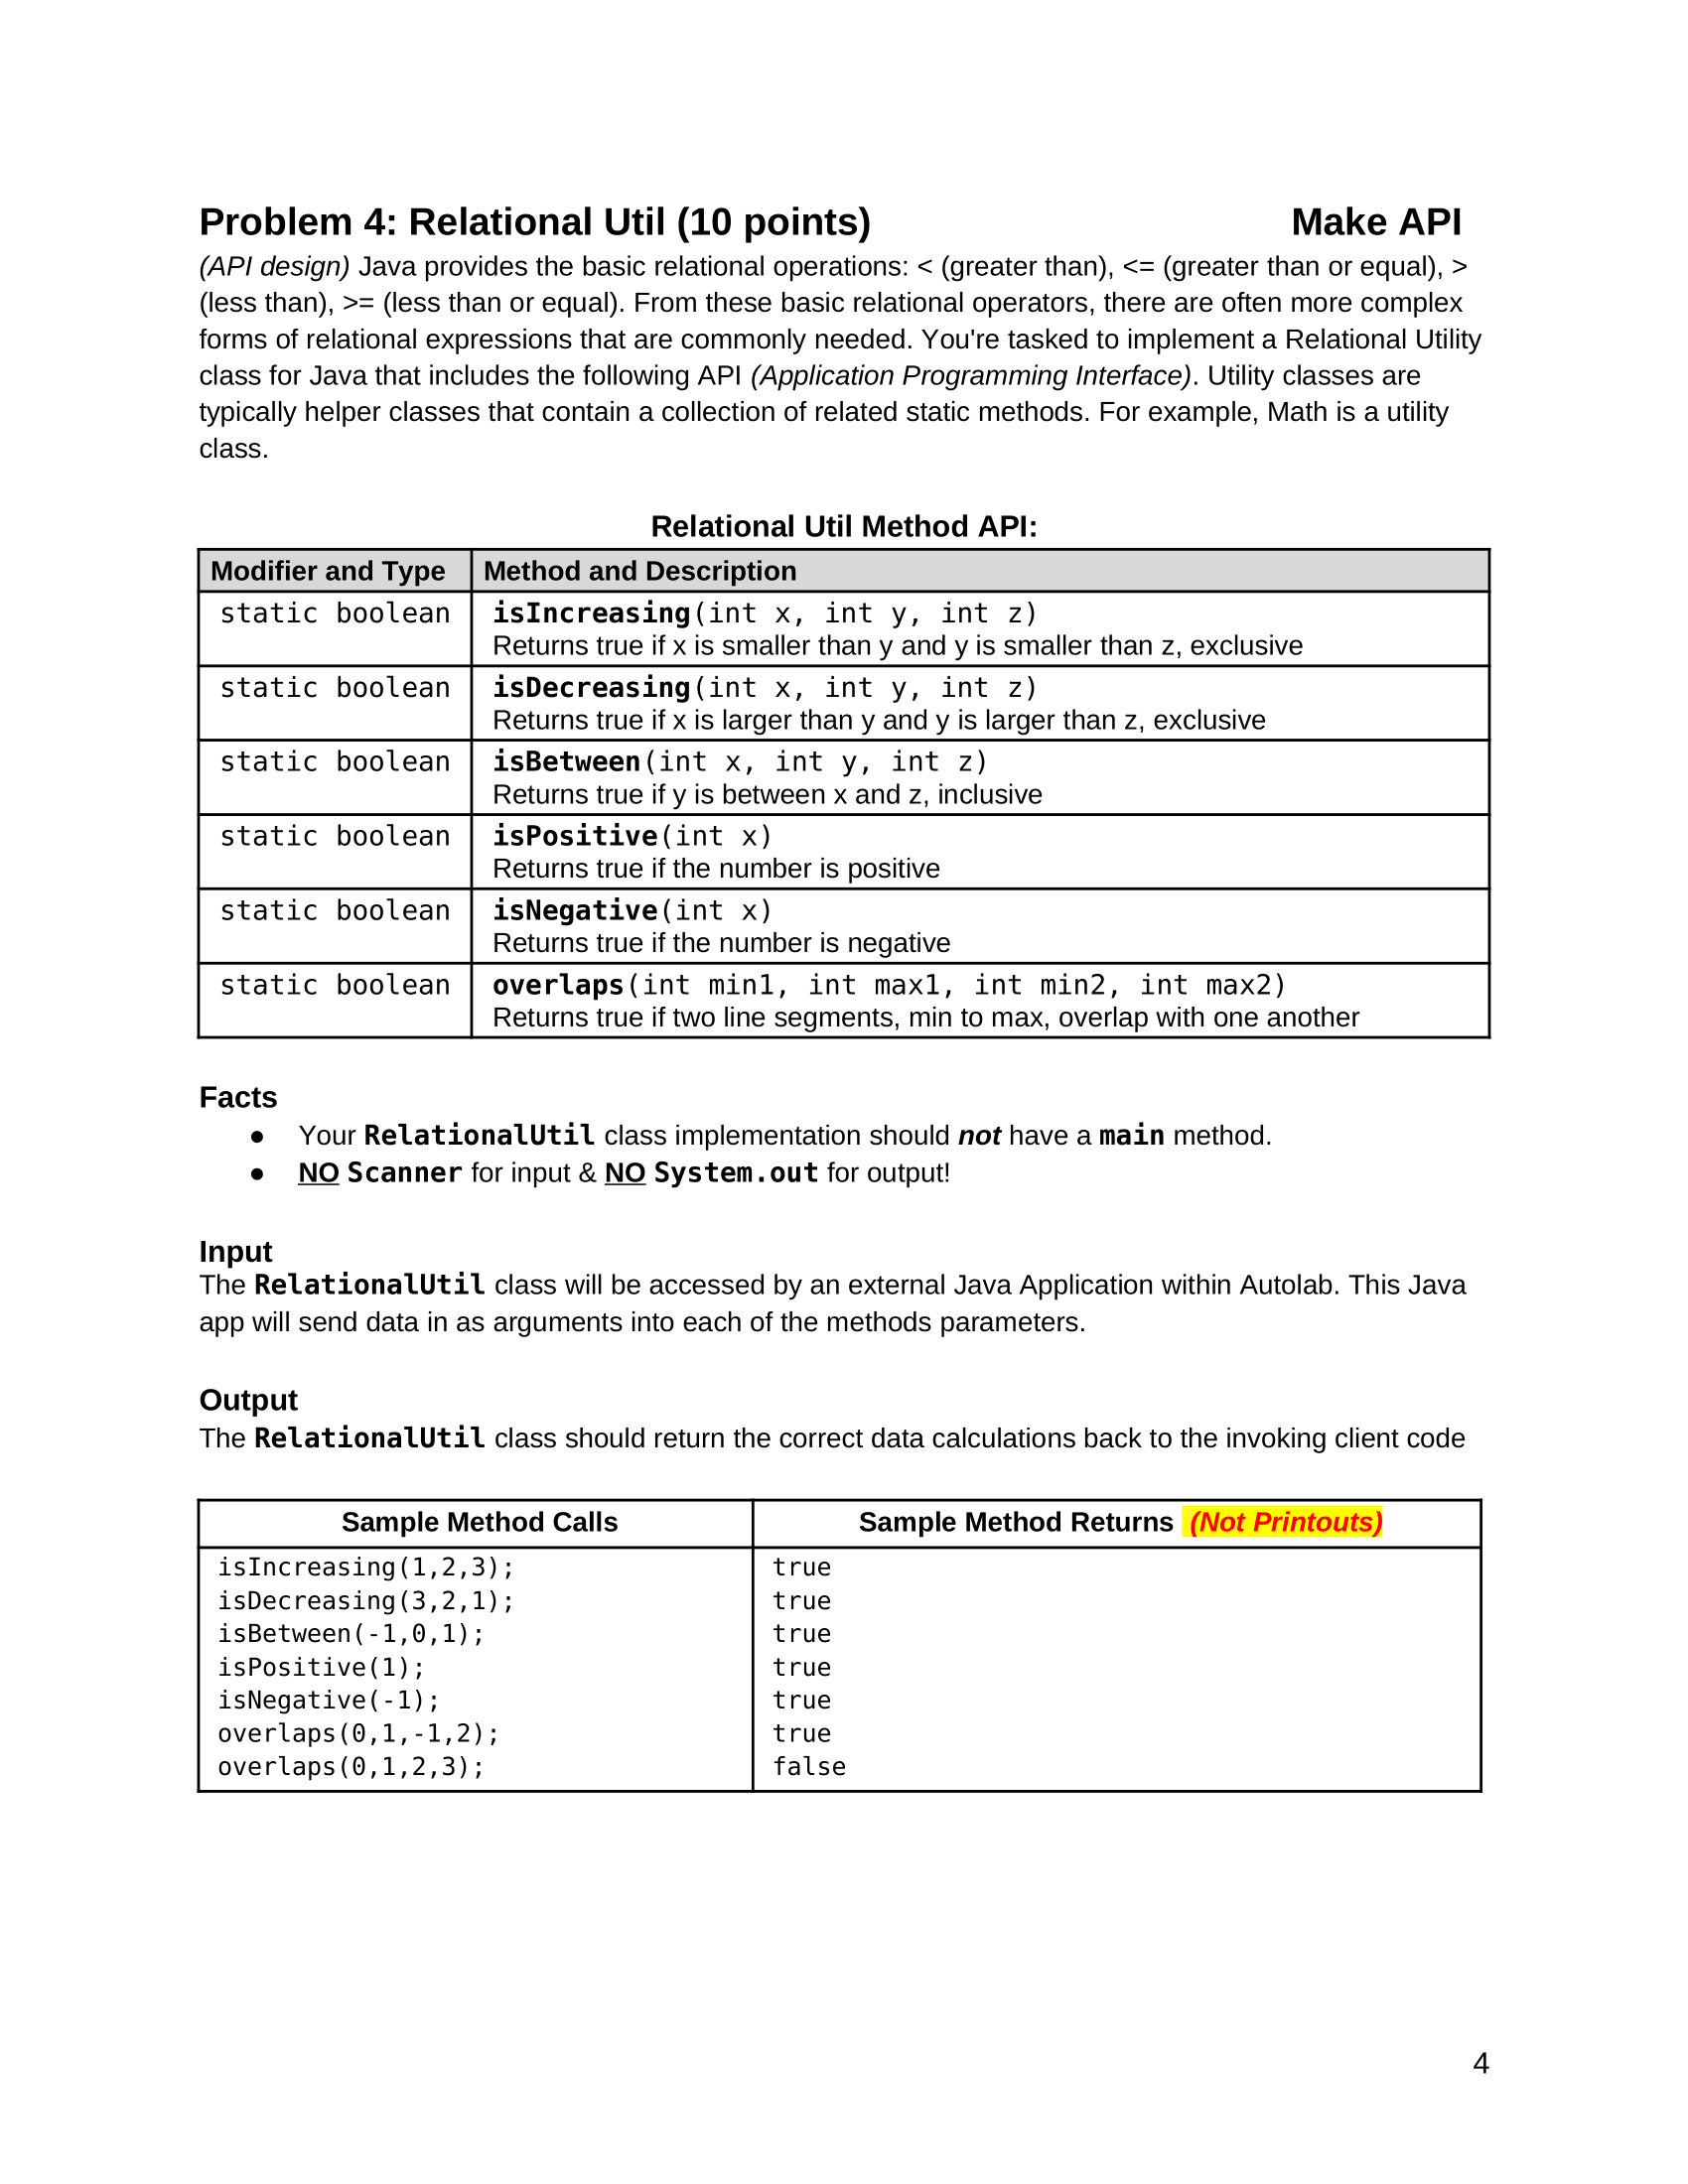 Problem 4: Relational Util (10 points) Make API
(API design) Java provides the basic relational operations: < (greater than), <= (greater than or equal), >
(less than), >= (less than or equal). From these basic relational operators, there are often more complex
forms of relational expressions that are commonly needed. You're tasked to implement a Relational Utility
class for Java that includes the following API (Application Programming Interface). Utility classes are
typically helper classes that contain a collection of related static methods. For example, Math is a utility
class.
Relational Util Method API:
Modifier and Type Method and Description
static boolean isIncreasing(int x, int y, int z)
Returns true if x is smaller than y and y is smaller than z, exclusive
static boolean isDecreasing(int x, int y, int z)
Returns true if x is larger than y and y is larger than z, exclusive
static boolean isBetween(int x, int y, int z)
Returns true if y is between x and z, inclusive
static boolean isPositive(int x)
Returns true if the number is positive
static boolean isNegative(int x)
Returns true if the number is negative
static boolean overlaps(int min1, int max1, int min2, int max2)
Returns true if two line segments, min to max, overlap with one another
Facts
● Your RelationalUtil class implementation should not have a main method.
● NO Scanner for input & NO System.out for output!
Input
The RelationalUtil class will be accessed by an external Java Application within Autolab. This Java
app will send data in as arguments into each of the methods parameters.
Output
The RelationalUtil class should return the correct data calculations back to the invoking client code
Sample Method Calls Sample Method Returns (Not Printouts)
isIncreasing(1,2,3); true
isDecreasing(3,2,1); true
isBetween(-1,0,1); true
isPositive(1); true
isNegative(-1); true
overlaps(0,1,-1,2); true
overlaps(0,1,2,3); false
4